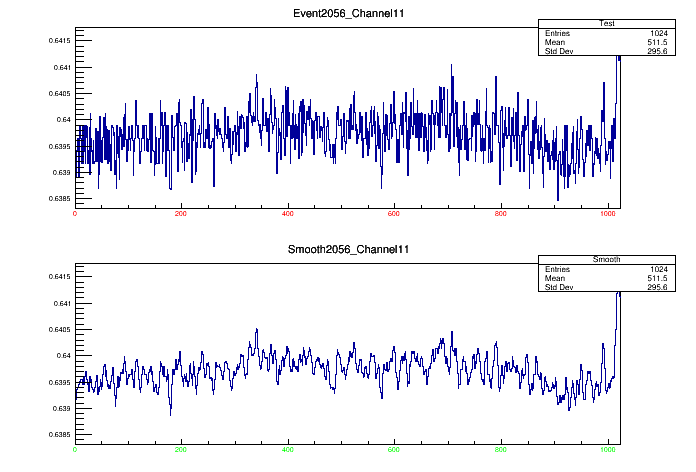 Event2056_Channel11
Test
Entries 1024
Mean 511.5
Std Dev 295.6
0.6415
0.641
0.6405
0.64
0.6395
0.639
0.6385
0 200 400 600 800 1000
Smooth2056_Channel11
Smooth
Entries 1024
Mean 511.5
Std Dev 295.6
0.6415
0.641
0.6405
0.64
0.6395
0.639
0.6385
0 200 400 600 800 1000